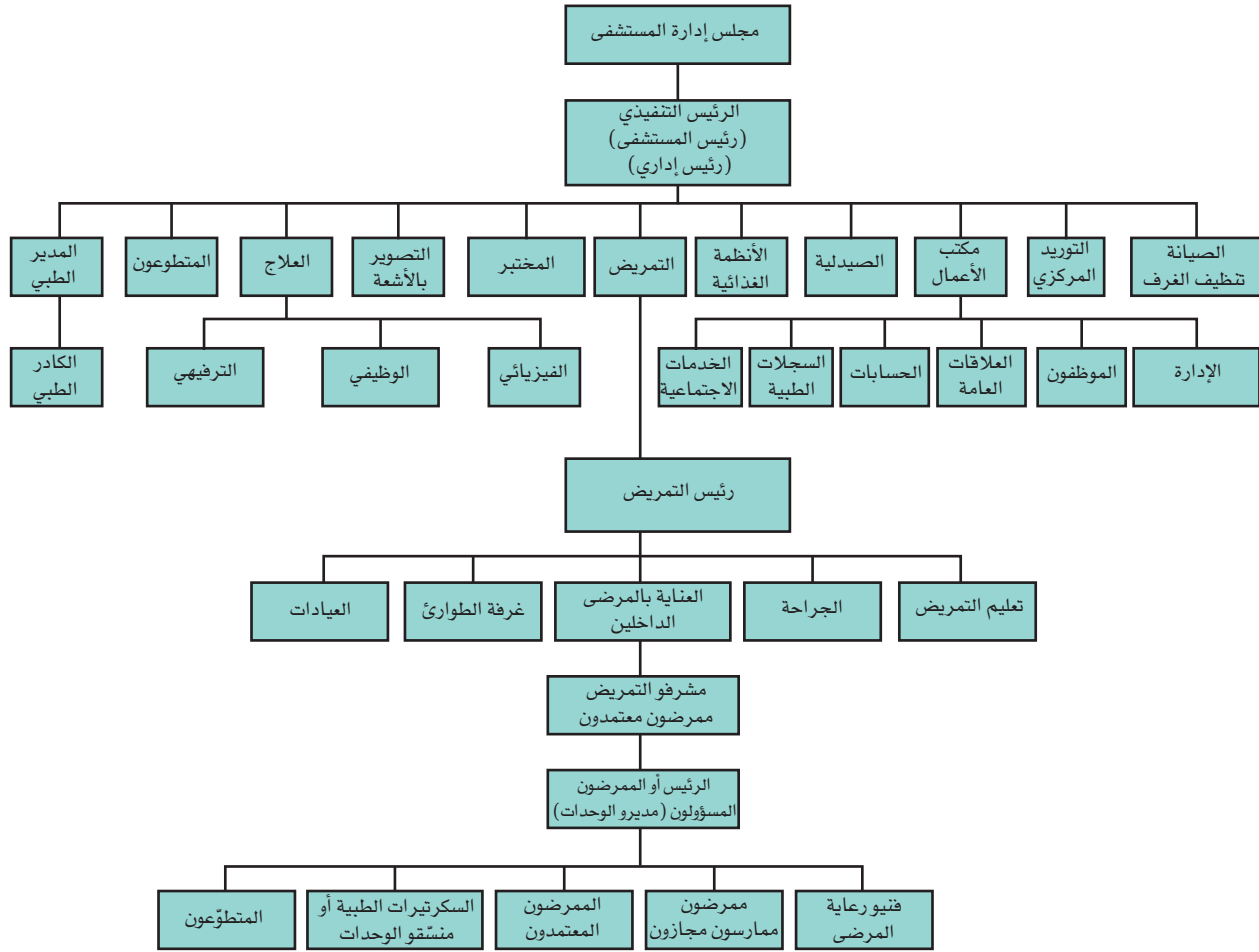 مجلس إدارة المستشفى
الرئيس التنفيذي
(رئيس المستشفى)
(رئيس إداري)
الصيانة
تنظيف الغرف
التوريد
المركزي
مكتب
الأعمال
الصيدلية
الأنظمة
الغذائية
التمريض
المختبر
التصوير
بالأشعة
العلاج
المتطوعون
المدير
الطبي
الإدارة
الموظفون
العلاقات
العامة
الحسابات
السجلات
الطبية
الخدمات
الاجتماعية
الفيزيائي
الوظيفي
الترفيهي
الكادر
الطبي
رئيس التمريض
تعليم التمريض
الجراحة
العناية بالمرضى
الداخلين
غرفة الطوارئ
العيادات
مشرفو التمريض
ممرضون معتمدون
الرئيس أو الممرضون
المسؤولون (مديرو الوحدات)
فنيو رعاية
المرضى
ممرضون
ممارسون مجازون
الممرضون
المعتمدون
السكرتيرات الطبية أو
منسّقو الوحدات
المتطوّعون